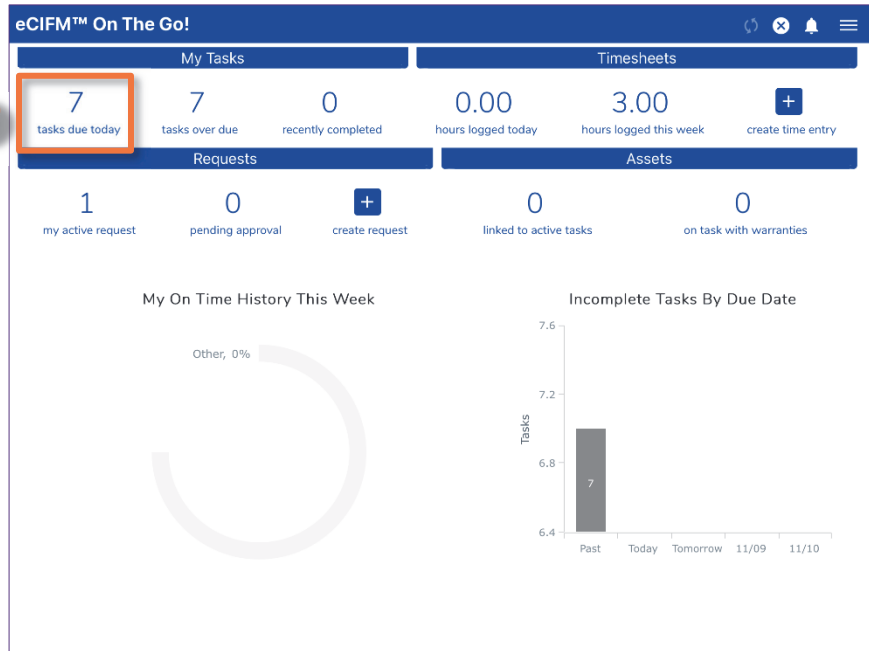 eCIFM™ On The Go!
My Tasks
Timesheets
7
7
0
0.00
3.00
+
tasks due today
tasks over due
recently completed
hours logged today
hours logged this week
create time entry
Requests
Assets
1
0
+
0
0
my active request
pending approval
create request
linked to active tasks
on task with warranties
My On Time History This Week
Incomplete Tasks By Due Date
Other, 0%
7.6
7.2
Tasks
6.8
7
6.4
Past
Today
Tomorrow
11/09
11/10